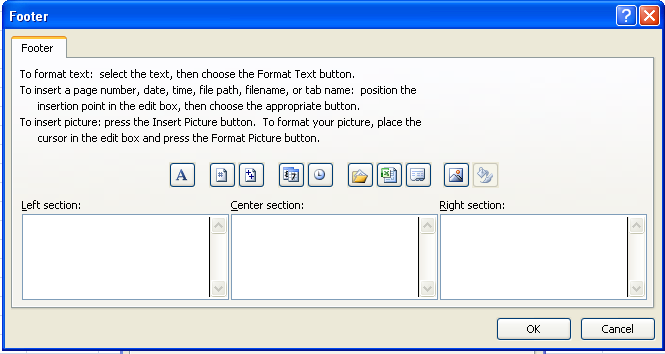 Footer
Footer
To format text:  select the text, then choose the Format Text button.
To insert a page number, date, time, file path, filename, or tab name:  position the
insertion point in the edit box, then choose the appropriate button.
To insert picture: press the Insert Picture button.  To format your picture, place the
cursor in the edit box and press the Format Picture button.
A # 7
Left section: Center section: Right section:
OK Cancel